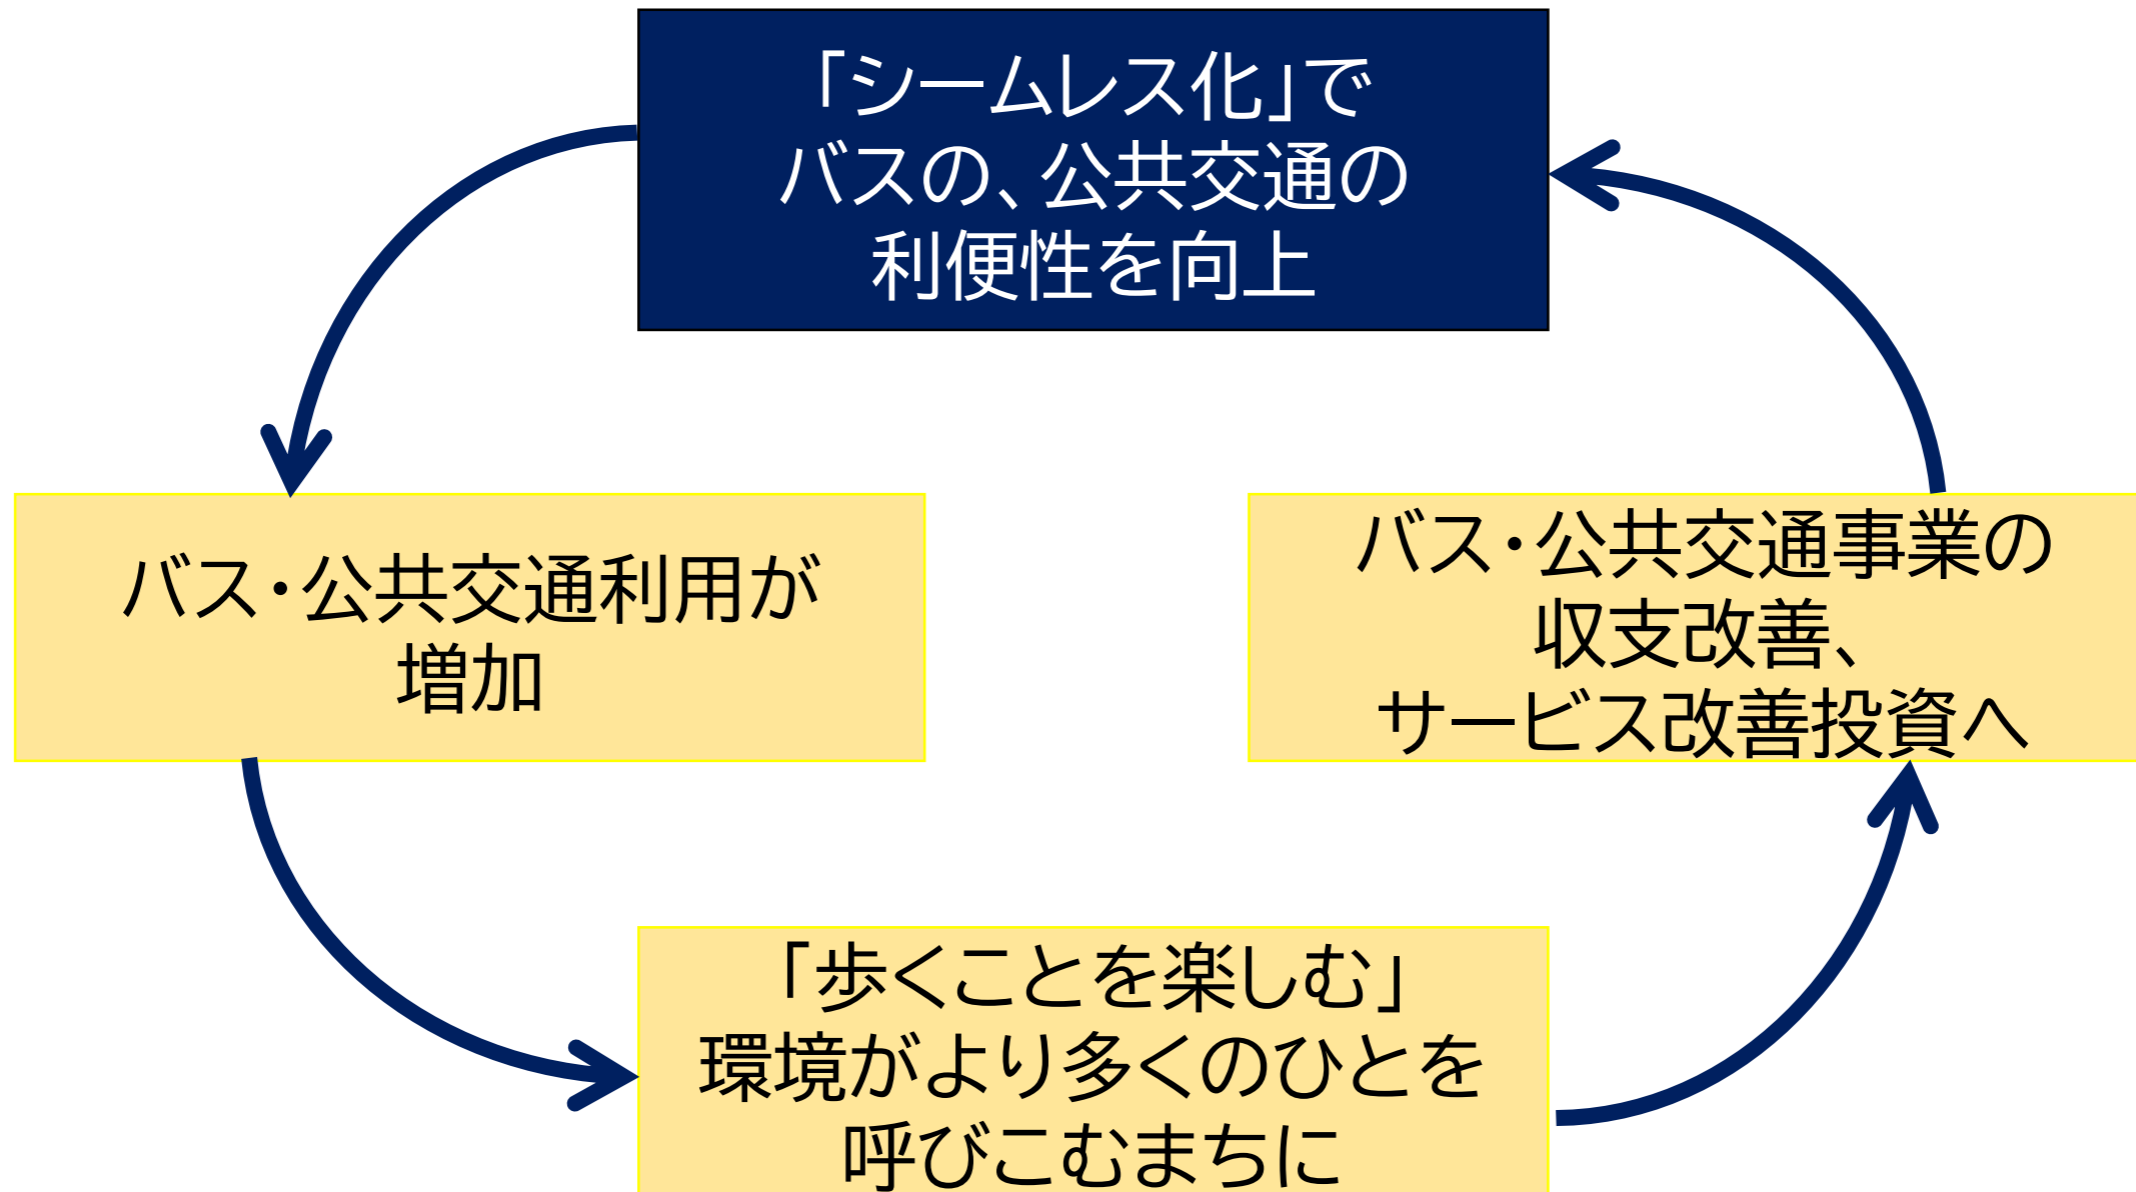 「シームレス化」で
バスの、公共交通の
利便性を向上
バス・公共交通利用が
増加
バス・公共交通事業の
収支改善、
サービス改善投資へ
「歩くことを楽しむ」
環境がより多くのひとを
呼びこむまちに